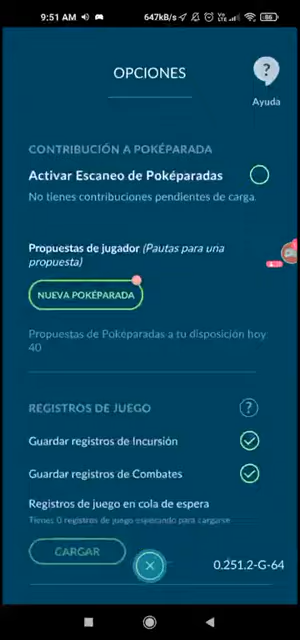 9:51 AM
647kB/s
86
OPCIONES
Ayuda
CONTRIBUCIÓN A POKÉPARADA
Activar Escaneo de Poképaradas
No tienes contribuciones pendientes de carga.
Propuestas de jugador (Pautas para una
propuesta)
NUEVA POKÉPARADA
Propuestas de Poképaradas a tu disposición hoy
40
REGISTROS DE JUEGO
?
Guardar registros de Incursión
Guardar registros de Combates
Registros de juego en cola de espera
Tienes 0 registros de juego esperando para cargarse
CARGAR
0.251.2-G-64